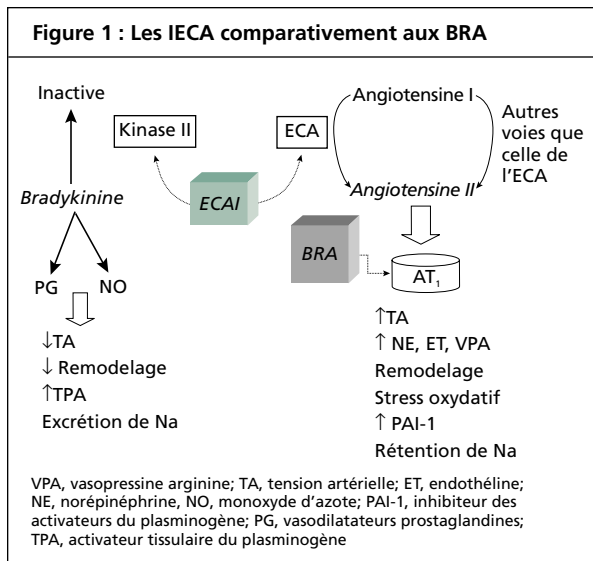 Figure 1 : Les IECA comparativement aux BRA
Inactive
Kinase II
ECA
Angiotensine I
Autres
voies que
celle de
l'ECA
Bradykinine
ECAI
Angiotensine II
BRA
AT1
PG
NO
↓TA
↓ Remodelage
↑TPA
Excrétion de Na
↑TA
↑ NE, ET, VPA
Remodelage
Stress oxydatif
↑ PAI-1
Rétention de Na
VPA, vasopressine arginine; TA, tension artérielle; ET, endothéline;
NE, norépinéphrine, NO, monoxyde d'azote; PAI-1, inhibiteur des
activateurs du plasminogène; PG, vasodilatateurs prostaglandines;
TPA, activateur tissulaire du plasminogène